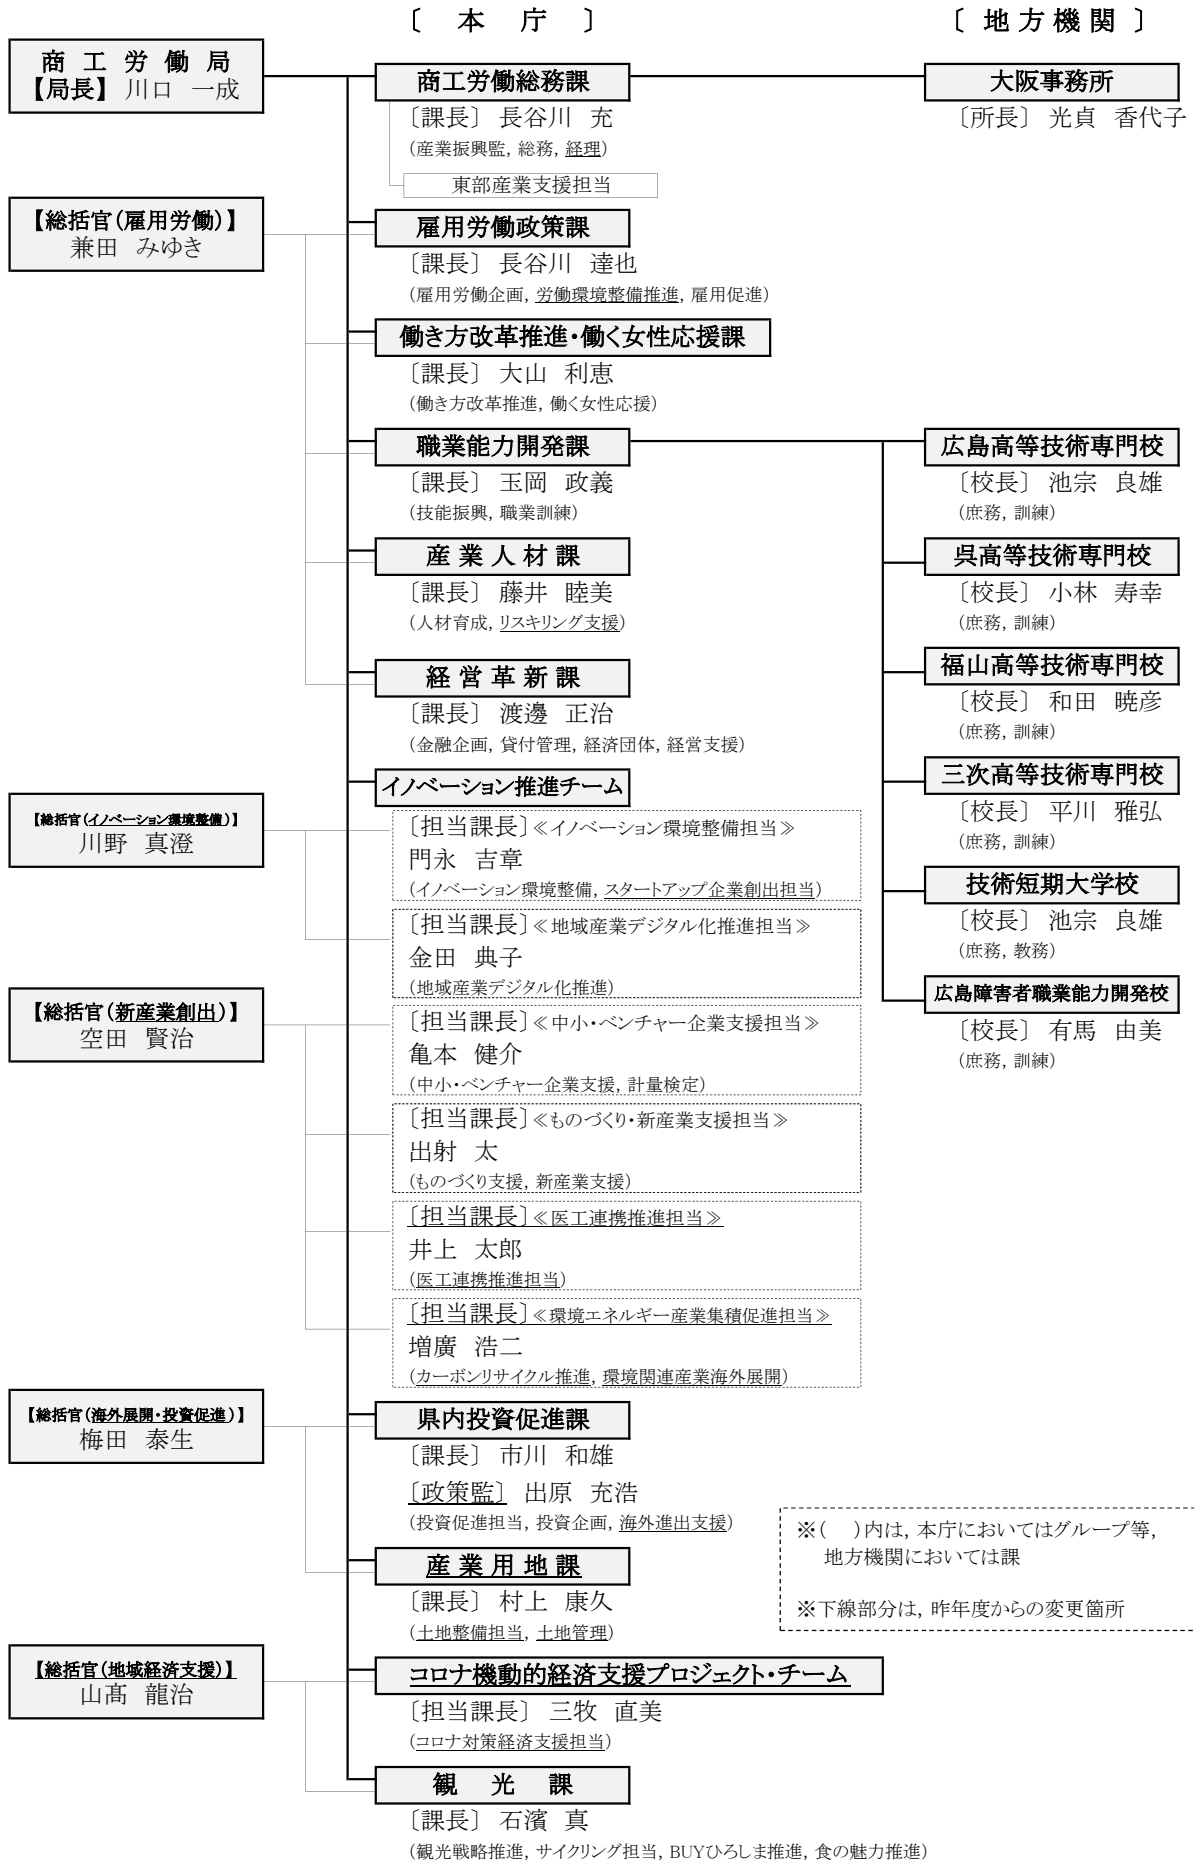 〔　本　庁　〕
〔 地 方 機 関 〕
商 工 労 働 局
【局長】 川口　一成
商工労働総務課
〔課長〕 長谷川　充
(産業振興監, 総務, 経理)
東部産業支援担当
大阪事務所
〔所長〕 光貞　香代子
【総括官(雇用労働)】
兼田　みゆき
雇用労働政策課
〔課長〕 長谷川　達也
(雇用労働企画, 労働環境整備推進, 雇用促進)
働き方改革推進・働く女性応援課
〔課長〕 大山　利恵
(働き方改革推進, 働く女性応援)
職業能力開発課
〔課長〕 玉岡　政義
(技能振興, 職業訓練)
広島高等技術専門校
〔校長〕 池宗　良雄
(庶務, 訓練)
産 業 人 材 課
〔課長〕 藤井　睦美
(人材育成, リスキリング支援)
呉高等技術専門校
〔校長〕 小林　寿幸
(庶務, 訓練)
経 営 革 新 課
〔課長〕 渡邊　正治
(金融企画, 貸付管理, 経済団体, 経営支援)
福山高等技術専門校
〔校長〕 和田　暁彦
(庶務, 訓練)
イノベーション推進チーム
三次高等技術専門校
〔校長〕 平川　雅弘
(庶務, 訓練)
【総括官(イノベーション環境整備)】
川野　真澄
〔担当課長〕≪イノベーション環境整備担当≫
門永　吉章
(イノベーション環境整備, スタートアップ企業創出担当)
技術短期大学校
〔校長〕 池宗　良雄
(庶務, 教務)
〔担当課長〕≪地域産業デジタル化推進担当≫
金田　典子
(地域産業デジタル化推進)
広島障害者職業能力開発校
〔校長〕 有馬　由美
(庶務, 訓練)
【総括官(新産業創出)】
空田　賢治
〔担当課長〕≪中小・ベンチャー企業支援担当≫
亀本　健介
(中小・ベンチャー企業支援, 計量検定)
〔担当課長〕≪ものづくり・新産業支援担当≫
出射　太
(ものづくり支援, 新産業支援)
〔担当課長〕≪医工連携推進担当≫
井上　太郎
(医工連携推進担当)
〔担当課長〕≪環境エネルギー産業集積促進担当≫
増廣　浩二
(カーボンリサイクル推進, 環境関連産業海外展開)
【総括官(海外展開・投資促進)】
梅田　泰生
県内投資促進課
〔課長〕 市川　和雄
〔政策監〕 出原　充浩
(投資促進担当, 投資企画, 海外進出支援)
※(　)内は, 本庁においてはグループ等,
地方機関においては課
※下線部分は, 昨年度からの変更箇所
産 業 用 地 課
〔課長〕 村上　康久
(土地整備担当, 土地管理)
【総括官(地域経済支援)】
山髙　龍治
コロナ機動的経済支援プロジェクト・チーム
〔担当課長〕 三牧　直美
(コロナ対策経済支援担当)
観　光　課
〔課長〕 石濱　真
(観光戦略推進, サイクリング担当, BUYひろしま推進, 食の魅力推進)